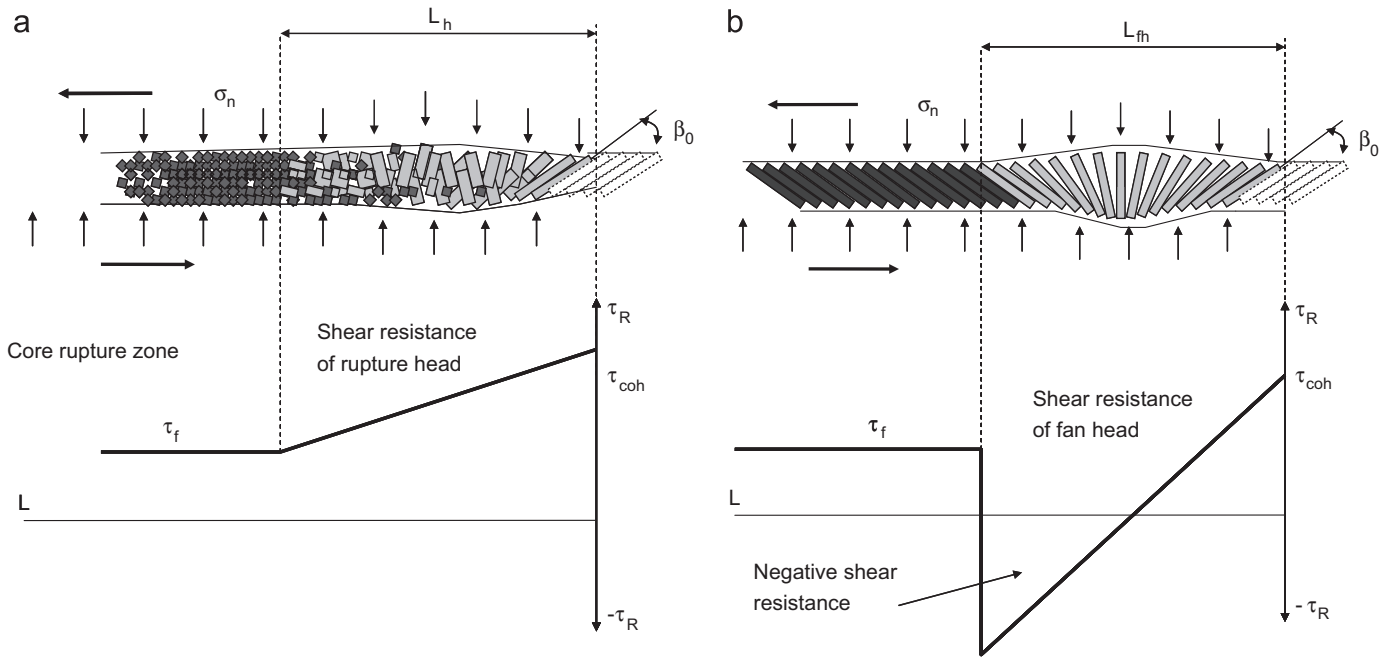 a
L_h
σ_n
β_0
τ_R
Shear resistance
of rupture head
Core rupture zone
τ_coh
τ_f
L
-τ_R
b
L_fh
σ_n
β_0
τ_R
τ_coh
Shear resistance
of fan head
τ_f
L
Negative shear
resistance
- τ_R